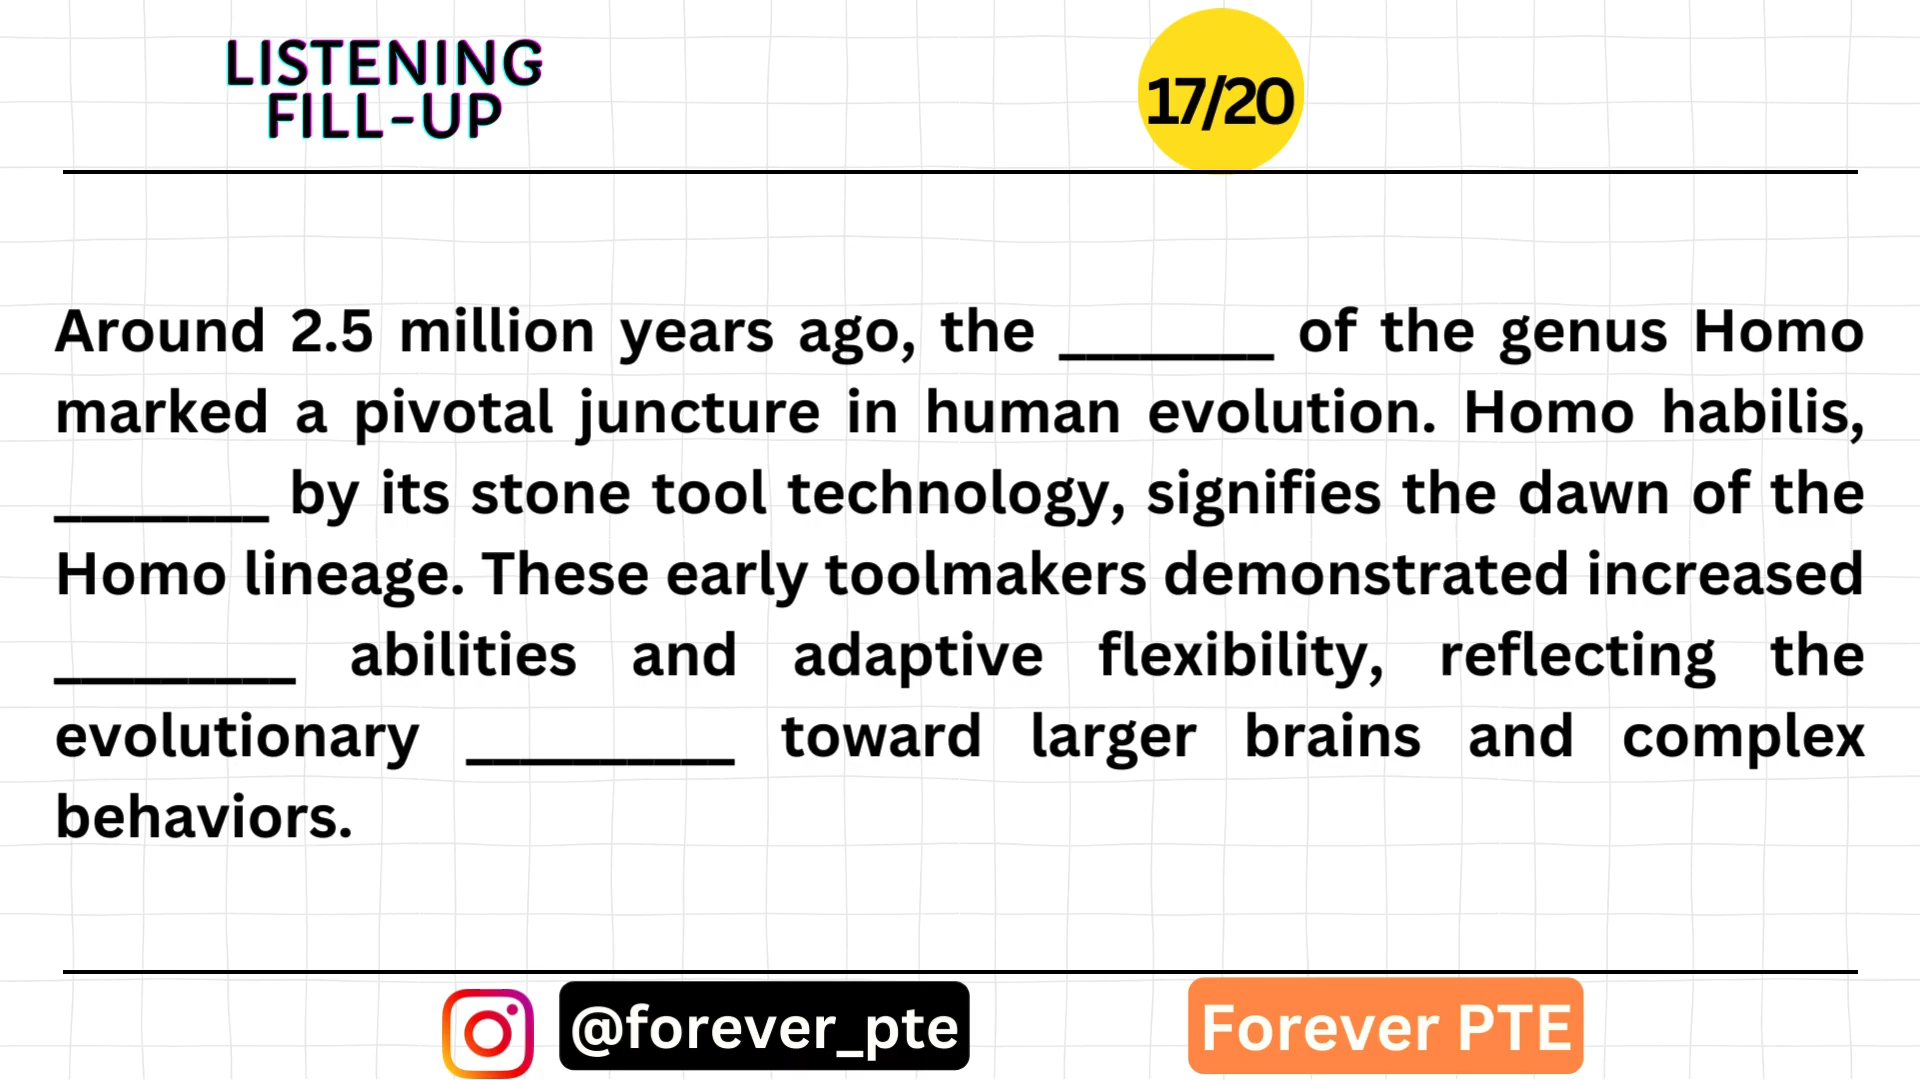 LISTENING
FILL-UP
17/20
Around 2.5 million years ago, the ________ of the genus Homo
marked a pivotal juncture in human evolution. Homo habilis,
________ by its stone tool technology, signifies the dawn of the
Homo lineage. These early toolmakers demonstrated increased
_________ abilities and adaptive flexibility, reflecting the
evolutionary __________ toward larger brains and complex
behaviors.
@forever_pte
Forever PTE